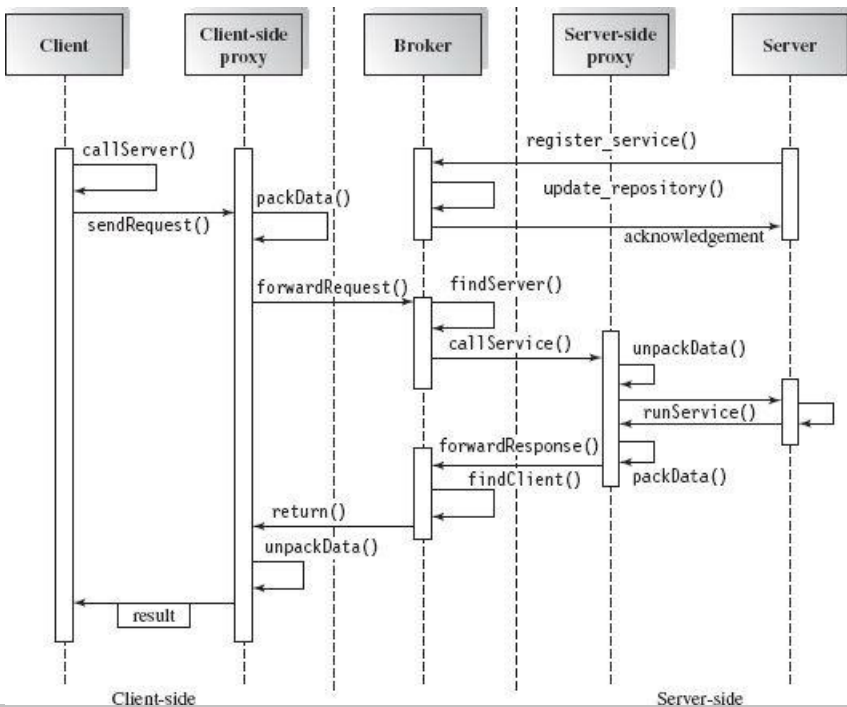 Client
Client-side
proxy
Broker
Server-side
proxy
Server
register_service()
callServer()
update_repository()
packData()
sendRequest()
acknowledgement
forwardRequest()
findServer()
callService()
unpackData()
runService()
forwardResponse()
findClient()
packData()
return()
unpackData()
result
Client-side
Server-side